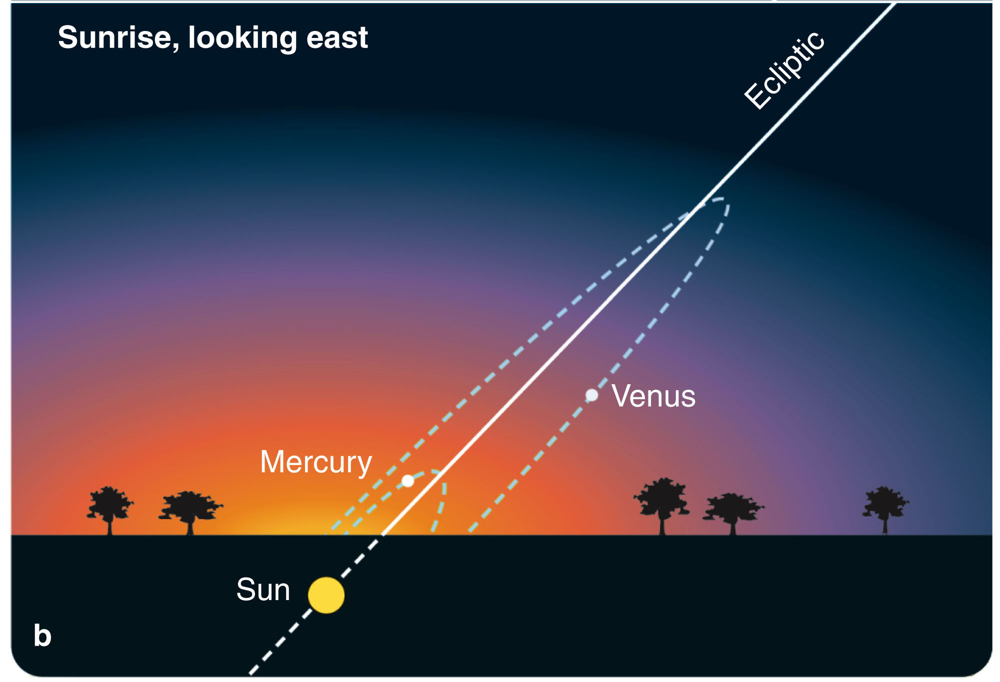 Sunrise, looking east
Ecliptic
Venus
Mercury
Sun
b